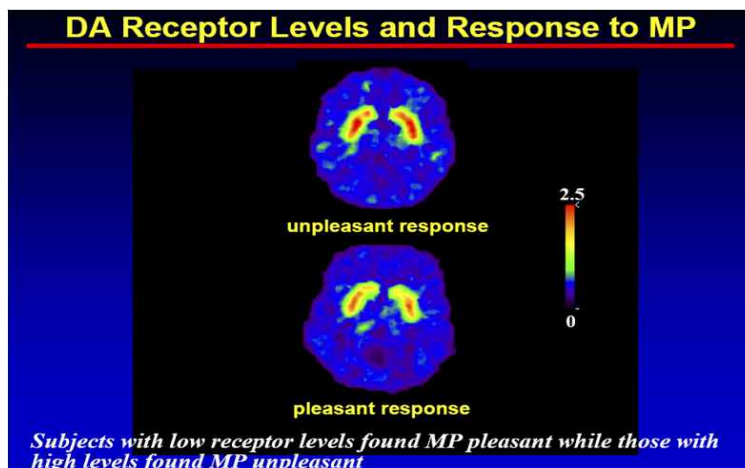 DA Receptor Levels and Response to MP
unpleasant response
2.5
0
pleasant response
Subjects with low receptor levels found MP pleasant while those with
high levels found MP unpleasant